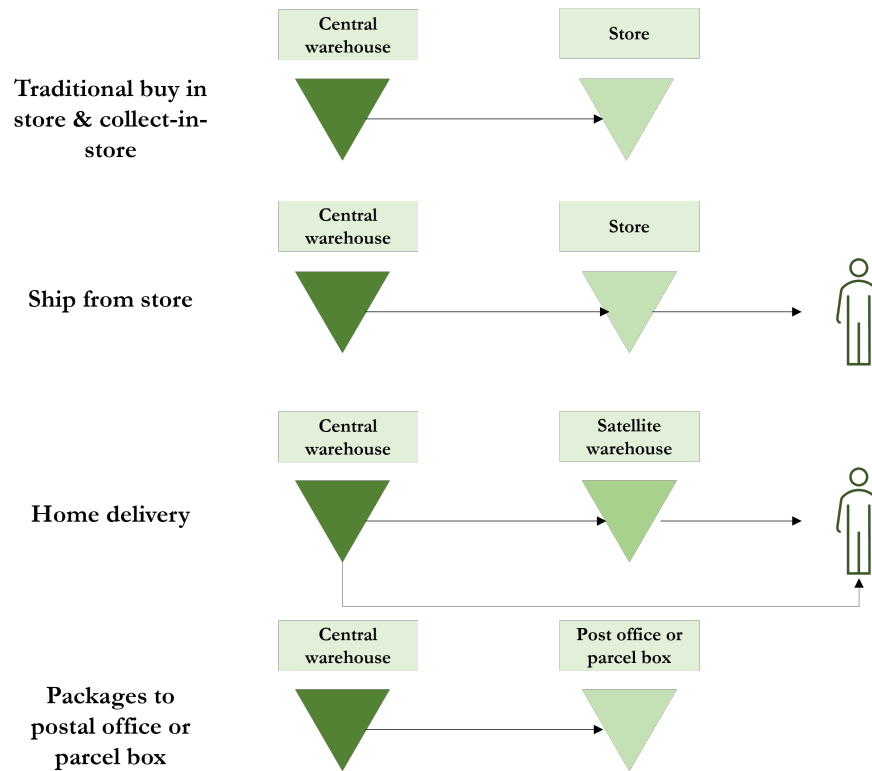 Central
warehouse
Store
Traditional buy in
store & collect-in-
store
Central
warehouse
Store
Ship from store
Central
warehouse
Satellite
warehouse
Home delivery
Central
warehouse
Post office or
parcel box
Packages to
postal office or
parcel box